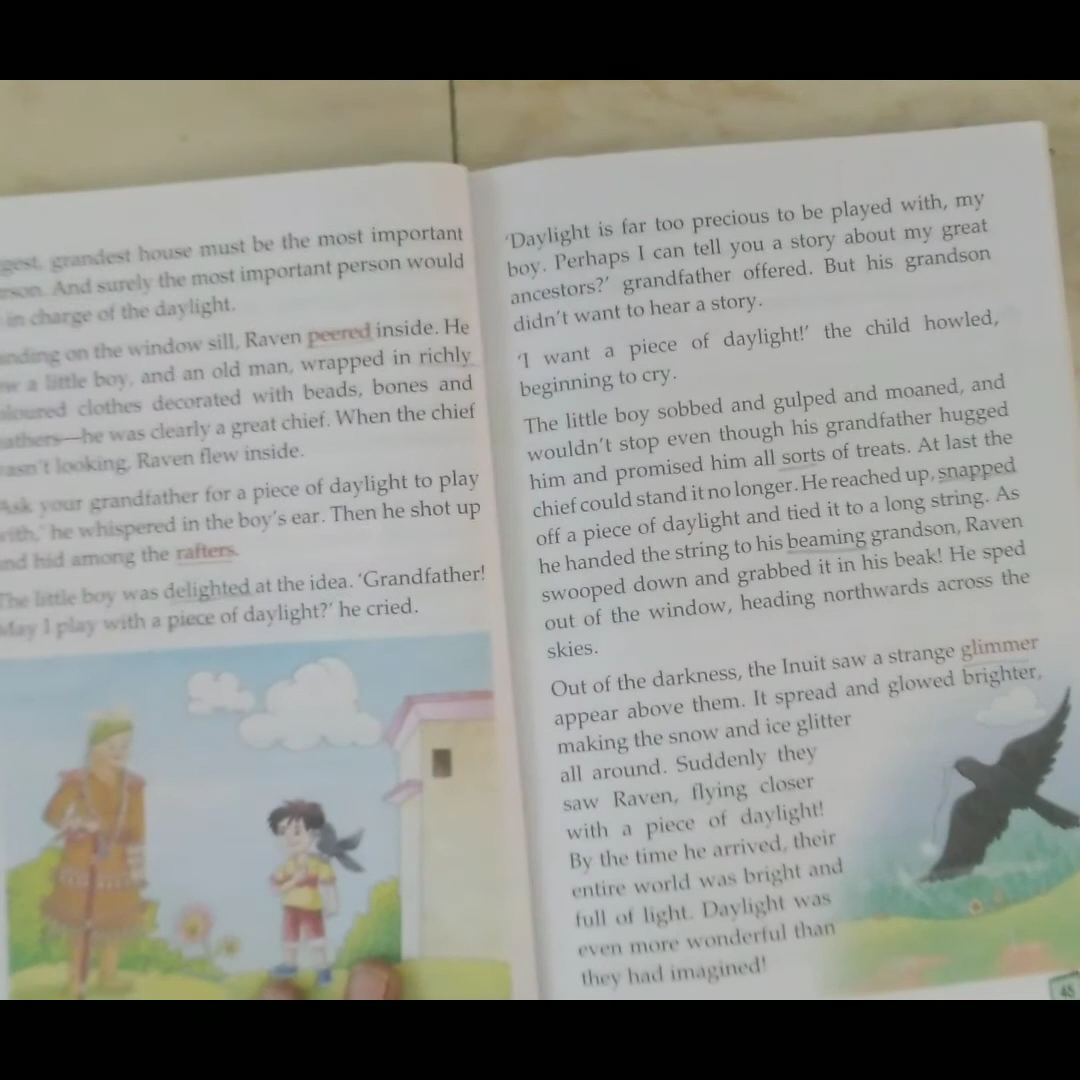 grandest house must be the most important
And surely the most important person would
in charge of the daylight.
on the window sill, Raven peered inside. He
a little boy, and an old man, wrapped in richly
clothes decorated with beads, bones and
he was clearly a great chief. When the chief
looking, Raven flew inside.
Ask your grandfather for a piece of daylight to play
he whispered in the boy's ear. Then he shot up
and hid among the rafters.
The little boy was delighted at the idea. 'Grandfather!
May I play with a piece of daylight?' he cried.
'Daylight is far too precious to be played with, my
boy. Perhaps I can tell you a story about my great
ancestors?' grandfather offered. But his grandson
didn't want to hear a story.
'I want a piece of daylight!' the child howled,
beginning to cry.
The little boy sobbed and gulped and moaned, and
wouldn't stop even though his grandfather hugged
him and promised him all sorts of treats. At last the
chief could stand it no longer. He reached up, snapped
off a piece of daylight and tied it to a long string. As
he handed the string to his beaming grandson, Raven
swooped down and grabbed it in his beak! He sped
out of the window, heading northwards across the
skies.
Out of the darkness, the Inuit saw a strange glimmer
appear above them. It spread and glowed brighter,
making the snow and ice glitter
all around. Suddenly they
saw Raven, flying closer
with a piece of daylight!
By the time he arrived, their
entire world was bright and
full of light. Daylight was
even more wonderful than
they had imagined!